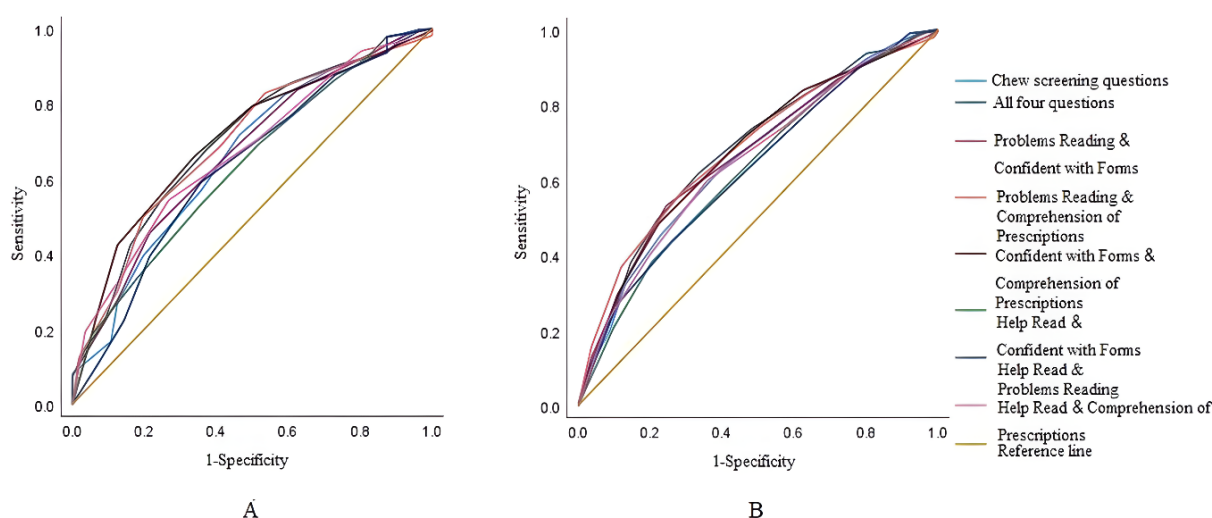 1.0
0.8
0.6
0.4
0.2
0.0
Sensitivity
0.0 0.2 0.4 0.6 0.8 1.0
1-Specificity
A
1.0
0.8
0.6
0.4
0.2
0.0
Sensitivity
0.0 0.2 0.4 0.6 0.8 1.0
1-Specificity
B
Chew screening questions
All four questions
Problems Reading &
Confident with Forms
Problems Reading &
Comprehension of
Prescriptions
Confident with Forms &
Comprehension of
Prescriptions
Help Read &
Confident with Forms
Help Read &
Problems Reading
Help Read & Comprehension of
Prescriptions
Reference line